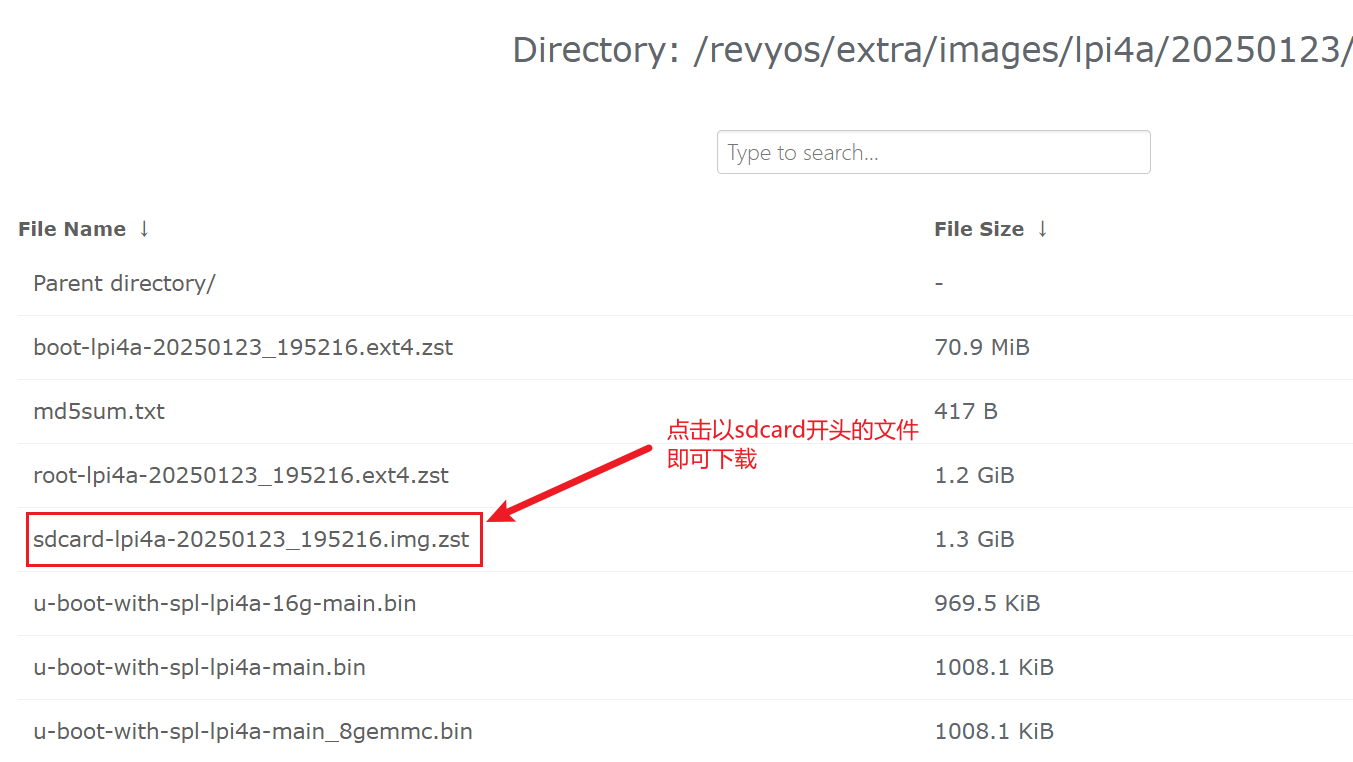 Directory: /revyos/extra/images/lpi4a/20250123/
Type to search...
File Name ↓ File Size ↓
Parent directory/ -
boot-lpi4a-20250123_195216.ext4.zst 70.9 MiB
md5sum.txt 417 B
点击以sdcard开头的文件
即可下载
root-lpi4a-20250123_195216.ext4.zst 1.2 GiB
sdcard-lpi4a-20250123_195216.img.zst 1.3 GiB
u-boot-with-spl-lpi4a-16g-main.bin 969.5 KiB
u-boot-with-spl-lpi4a-main.bin 1008.1 KiB
u-boot-with-spl-lpi4a-main_8gemmc.bin 1008.1 KiB